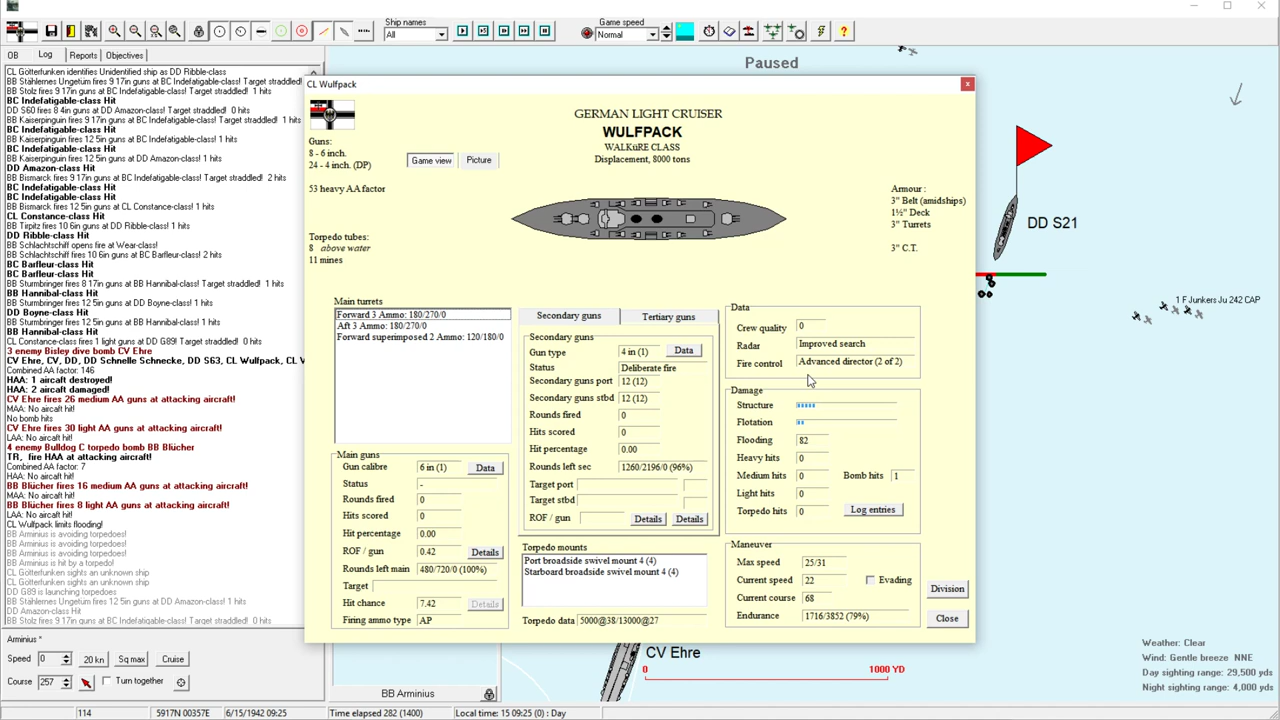 Ship names
All
Game speed
Normal
OB Log Reports Objectives
CL Götterfunken identifies Unidentified ship as DD Ribble-class
BB Stählernes Ungetüm fires 9 17in guns at BC Indefatigable-class! Target straddled!
BB Stolz fires 9 17in guns at BC Indefatigable-class! Target straddled! 1 hits
BC Indefatigable-class Hit
DD S60 fires 8 4in guns at DD Amazon-class! Target straddled! 0 hits
BB Kaiserpinguin fires 9 17in guns at BC Indefatigable-class! 1 hits
BC Indefatigable-class Hit
BB Kaiserpinguin fires 12 5in guns at BC Indefatigable-class! 1 hits
BC Indefatigable-class Hit
BB Kaiserpinguin fires 12 5in guns at DD Amazon-class! 1 hits
DD Amazon-class Hit
BB Bismarck fires 9 17in guns at BC Indefatigable-class! Target straddled! 2 hits
BC Indefatigable-class Hit
BC Indefatigable-class Hit
BB Bismarck fires 12 5in guns at CL Constance-class! 1 hits
CL Constance-class Hit
BB Tirpitz fires 10 6in guns at DD Ribble-class! 1 hits
DD Ribble-class Hit
BB Schlachtschiff opens fire at Wear-class!
BB Schlachtschiff fires 10 6in guns at BC Barfleur-class! 2 hits
BC Barfleur-class Hit
BC Barfleur-class Hit
BB Sturmbringer fires 8 17in guns at BB Hannibal-class! Target straddled! 1 hits
BB Hannibal-class Hit
BB Sturmbringer fires 12 5in guns at DD Boyne-class! 1 hits
DD Boyne-class Hit
BB Sturmbringer fires 12 5in guns at BB Hannibal-class! 1 hits
BB Hannibal-class Hit
CL Constance-class fires 1 light guns at DD G89! Target straddled! 1 hits
3 enemy Bisley dive bomb CV Ehre
CV Ehre, CV, DD, DD Schnelle Schnecke, DD S63, CL Wulfpack, CL V
Combined AA factor: 146
HAA: 1 aircaft destroyed!
HAA: 2 aircaft damaged!
CV Ehre fires 26 medium AA guns at attacking aircraft!
MAA: No aircaft hit!
No bomb hits
CV Ehre fires 30 light AA guns at attacking aircraft!
LAA: No aircaft hit!
4 enemy Bulldog C torpedo bomb BB Blücher
TR, fire HAA at attacking aircraft!
Combined AA factor: 7
HAA: No aircaft hit!
BB Blücher fires 16 medium AA guns at attacking aircraft!
MAA: No aircaft hit!
BB Blücher fires 8 light AA guns at attacking aircraft!
LAA: No aircaft hit!
CL Wulfpack limits flooding!
BB Arminius is avoiding torpedoes!
BB Arminius is avoiding torpedoes!
BB Arminius is hit by a torpedo!
CL Götterfunken sights an unknown ship
CL Götterfunken sights an unknown ship
DD G89 is launching torpedoes
BB Stählernes Ungetüm fires 12 5in guns at DD Amazon-class! 1 hits
DD Amazon-class Hit
BB Stolz fires 9 17in guns at BC Indefatigable-class! Target straddled! 0 hits
Arminius *
Speed 0 20 kn Sq max Cruise
Course 257 Turn together
CL Wulfpack
GERMAN LIGHT CRUISER
WULFPACK
WALKüRE CLASS
Displacement, 8000 tons
Guns:
8 - 6 inch.
24 - 4 inch. (DP)
53 heavy AA factor
Torpedo tubes:
8 above water
11 mines
Game view Picture
Armour :
3" Belt (amidships)
1½" Deck
3" Turrets
3" C.T.
Main turrets
Forward 3 Ammo: 180/270/0
Aft 3 Ammo: 180/270/0
Forward superimposed 2 Ammo: 120/180/0
Main guns
Gun calibre 6 in (1) Data
Status -
Rounds fired 0
Hits scored 0
Hit percentage 0.00
ROF / gun 0.42 Details
Rounds left main 480/720/0 (100%)
Target
Hit chance 7.42 Details
Firing ammo type AP
Secondary guns Tertiary guns
Secondary guns
Gun type 4 in (1) Data
Status Deliberate fire
Secondary guns port 12 (12)
Secondary guns stbd 12 (12)
Rounds fired 0
Hits scored 0
Hit percentage 0.00
Rounds left sec 1260/2196/0 (96%)
Target port
Target stbd
ROF / gun Details Details
Torpedo mounts
Port broadside swivel mount 4 (4)
Starboard broadside swivel mount 4 (4)
Torpedo data 5000@38/13000@27
Data
Crew quality 0
Radar Improved search
Fire control Advanced director (2 of 2)
Damage
Structure
Flotation
Flooding 82
Heavy hits 0
Medium hits 0 Bomb hits 1
Light hits 0
Torpedo hits 0 Log entries
Maneuver
Max speed 25/31
Current speed 22 Evading
Current course 68
Endurance 1716/3852 (79%)
Division
Close
Paused
DD S21
1 F Junkers Ju 242 CAP
CV Ehre
0 1000 YD
Weather: Clear
Wind: Gentle breeze NNE
Day sighting range: 29,500 yds
Night sighting range: 4,000 yds
BB Arminius
114 5917N 00357E 6/15/1942 09:25 Time elapsed 282 (1400) Local time: 15 09:25 (0) : Day